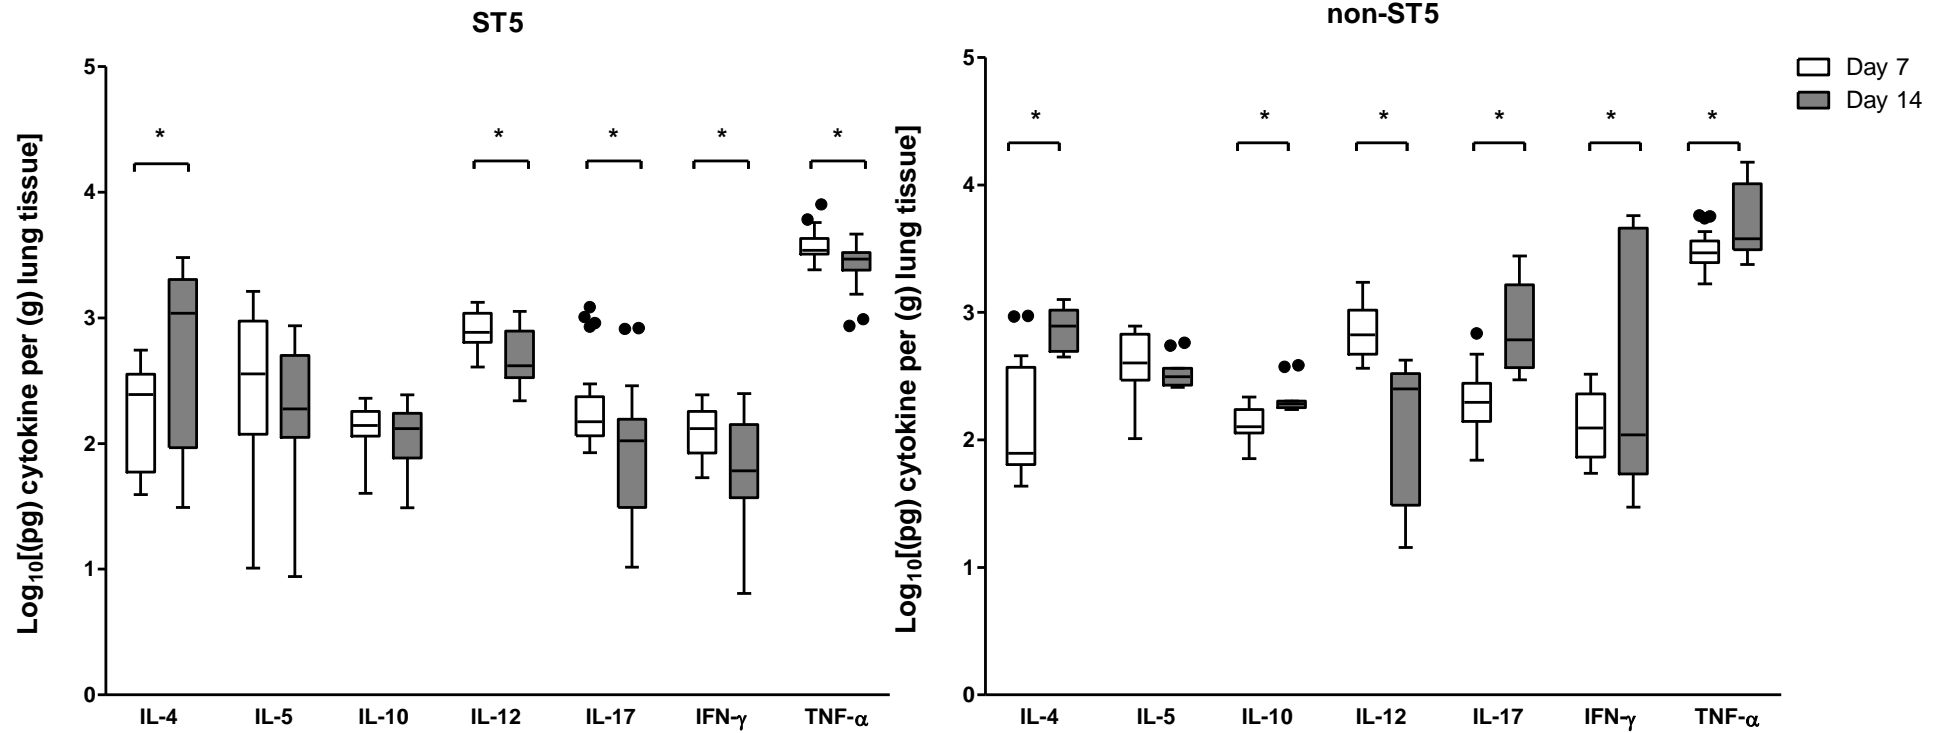 ST5
non-ST5
Day 7
Day 14
Log10[(pg) cytokine per (g) lung tissue]
5
4
3
2
1
0
* * * * *
IL-4 IL-5 IL-10 IL-12 IL-17 IFN-γ TNF-α
Log10[(pg) cytokine per (g) lung tissue]
5
4
3
2
1
0
* * * * * *
IL-4 IL-5 IL-10 IL-12 IL-17 IFN-γ TNF-α